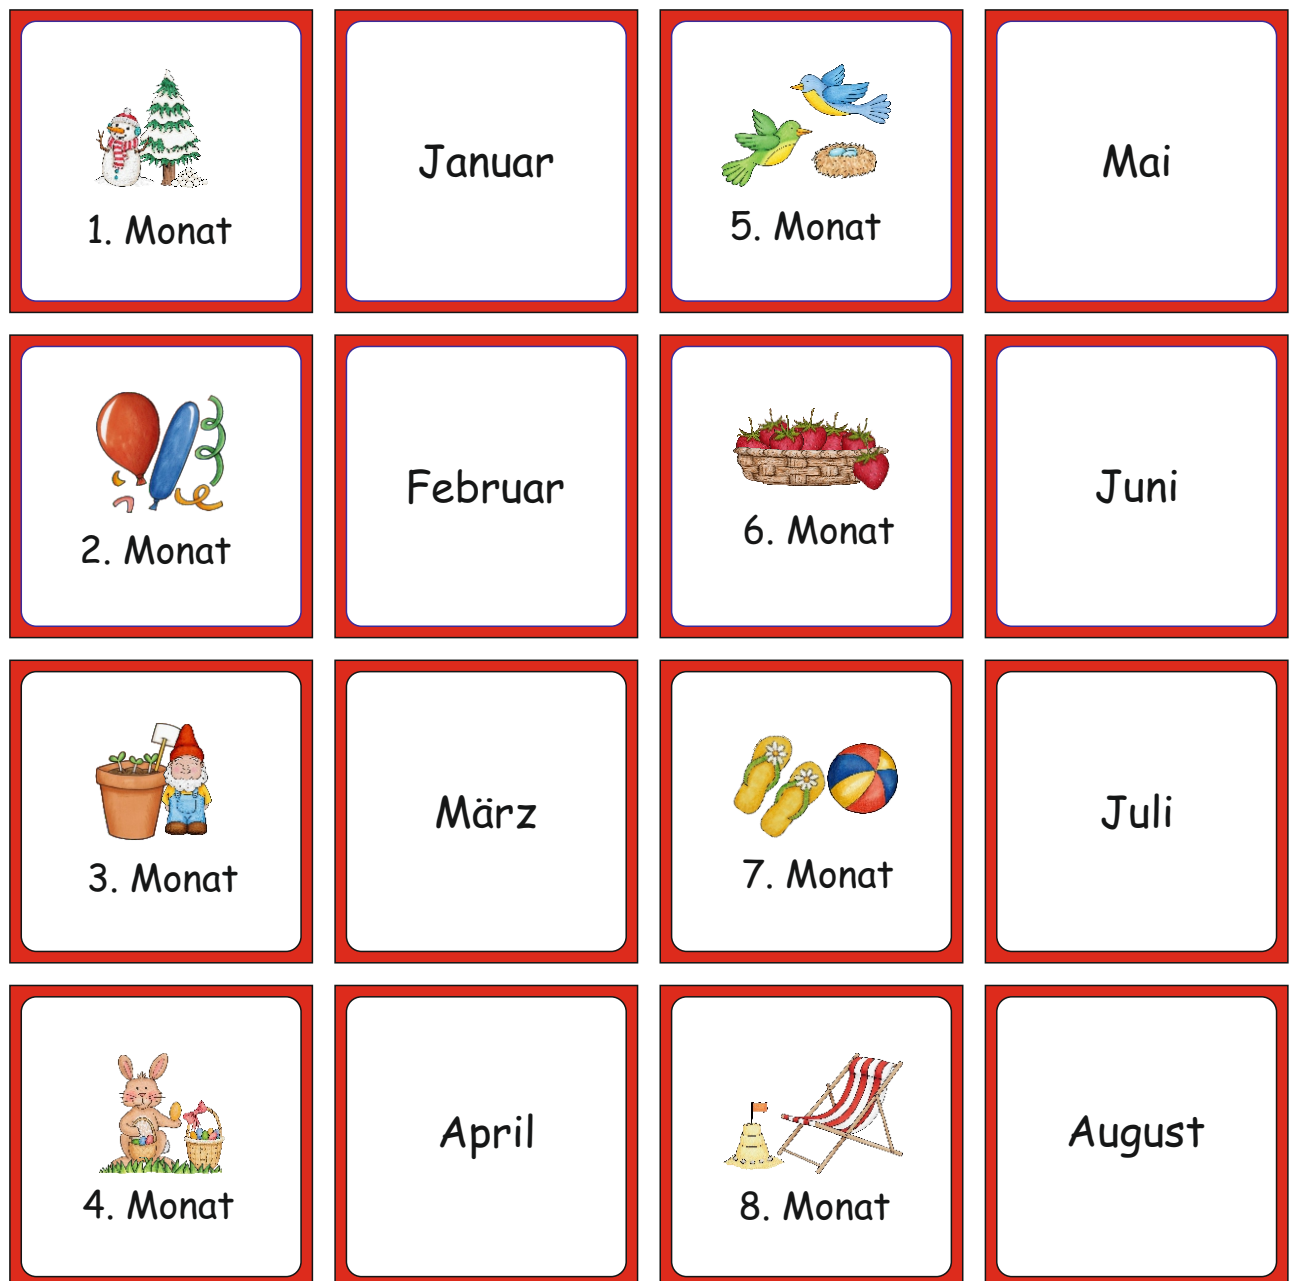 1. Monat
Januar
5. Monat
Mai
2. Monat
Februar
6. Monat
Juni
3. Monat
März
7. Monat
Juli
4. Monat
April
8. Monat
August